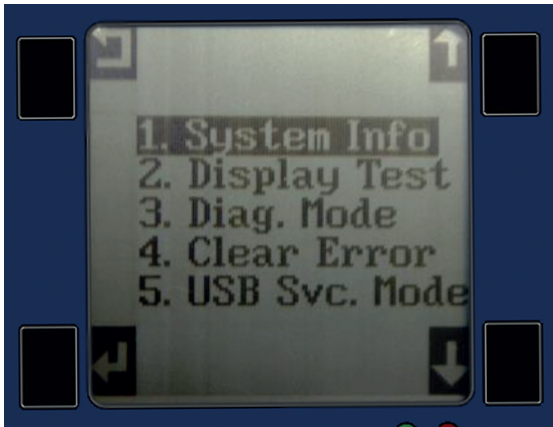 1. System Info
2. Display Test
3. Diag. Mode
4. Clear Error
5. USB Svc. Mode